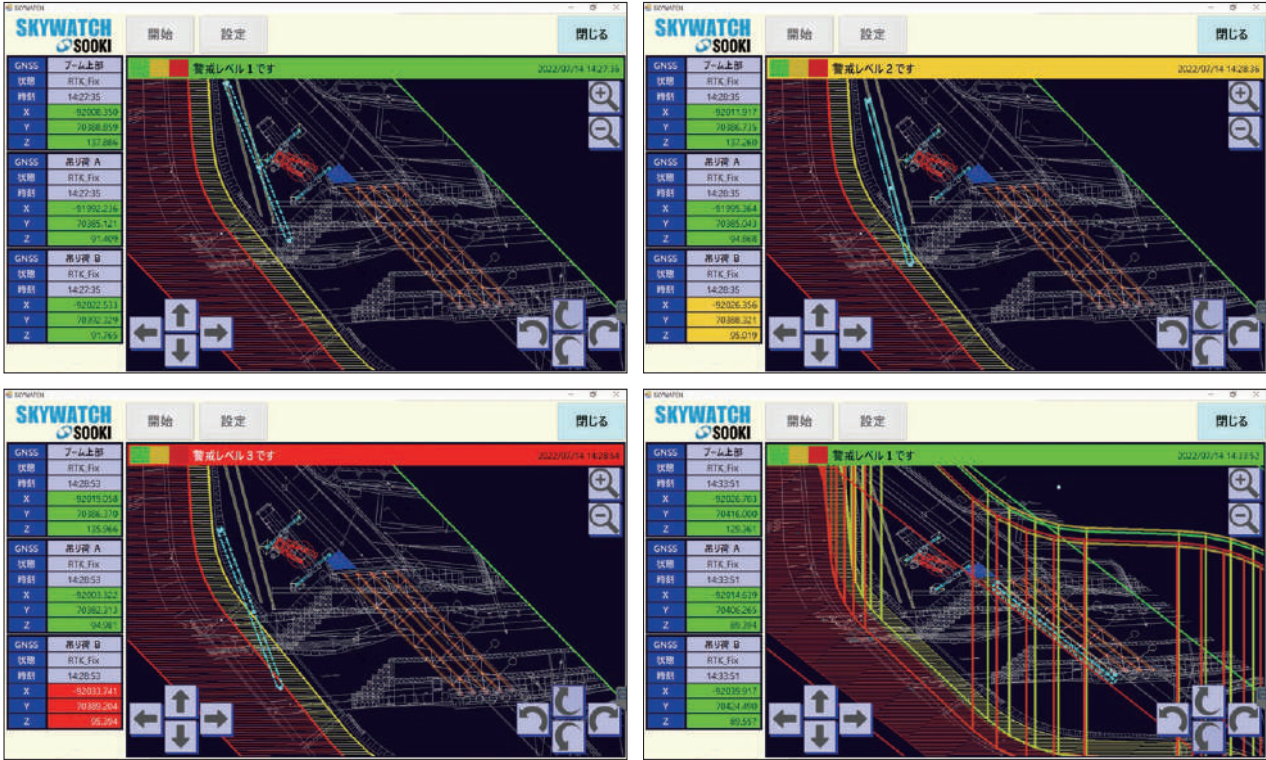 SKYWATCH
SKYWATCH
SOOKI
開始
設定
閉じる
警戒レベル1です
2022/07/14 14:27:36
GNSS ブーム上部
状態 RTK_Fix
時刻 14:27:35
X -92008.350
Y 70388.859
Z 137.886
GNSS 吊り荷 A
状態 RTK_Fix
時刻 14:27:35
X -91992.236
Y 70385.121
Z 91.409
GNSS 吊り荷 B
状態 RTK_Fix
時刻 14:27:35
X -92022.533
Y 70392.329
Z 91.765
SKYWATCH
SKYWATCH
SOOKI
開始
設定
閉じる
警戒レベル2です
2022/07/14 14:28:36
GNSS ブーム上部
状態 RTK_Fix
時刻 14:28:35
X -92011.917
Y 70386.735
Z 137.260
GNSS 吊り荷 A
状態 RTK_Fix
時刻 14:28:35
X -91995.364
Y 70385.043
Z 94.868
GNSS 吊り荷 B
状態 RTK_Fix
時刻 14:28:35
X -92026.356
Y 70388.321
Z 95.019
SKYWATCH
SKYWATCH
SOOKI
開始
設定
閉じる
警戒レベル3です
2022/07/14 14:28:54
GNSS ブーム上部
状態 RTK_Fix
時刻 14:28:53
X -92019.058
Y 70386.370
Z 135.966
GNSS 吊り荷 A
状態 RTK_Fix
時刻 14:28:53
X -92003.322
Y 70382.313
Z 94.981
GNSS 吊り荷 B
状態 RTK_Fix
時刻 14:28:53
X -92033.741
Y 70389.204
Z 95.294
SKYWATCH
SKYWATCH
SOOKI
開始
設定
閉じる
警戒レベル1です
2022/07/14 14:33:52
GNSS ブーム上部
状態 RTK_Fix
時刻 14:33:51
X -92026.703
Y 70416.000
Z 129.361
GNSS 吊り荷 A
状態 RTK_Fix
時刻 14:33:51
X -92014.639
Y 70406.265
Z 89.394
GNSS 吊り荷 B
状態 RTK_Fix
時刻 14:33:51
X -92039.917
Y 70424.490
Z 89.557